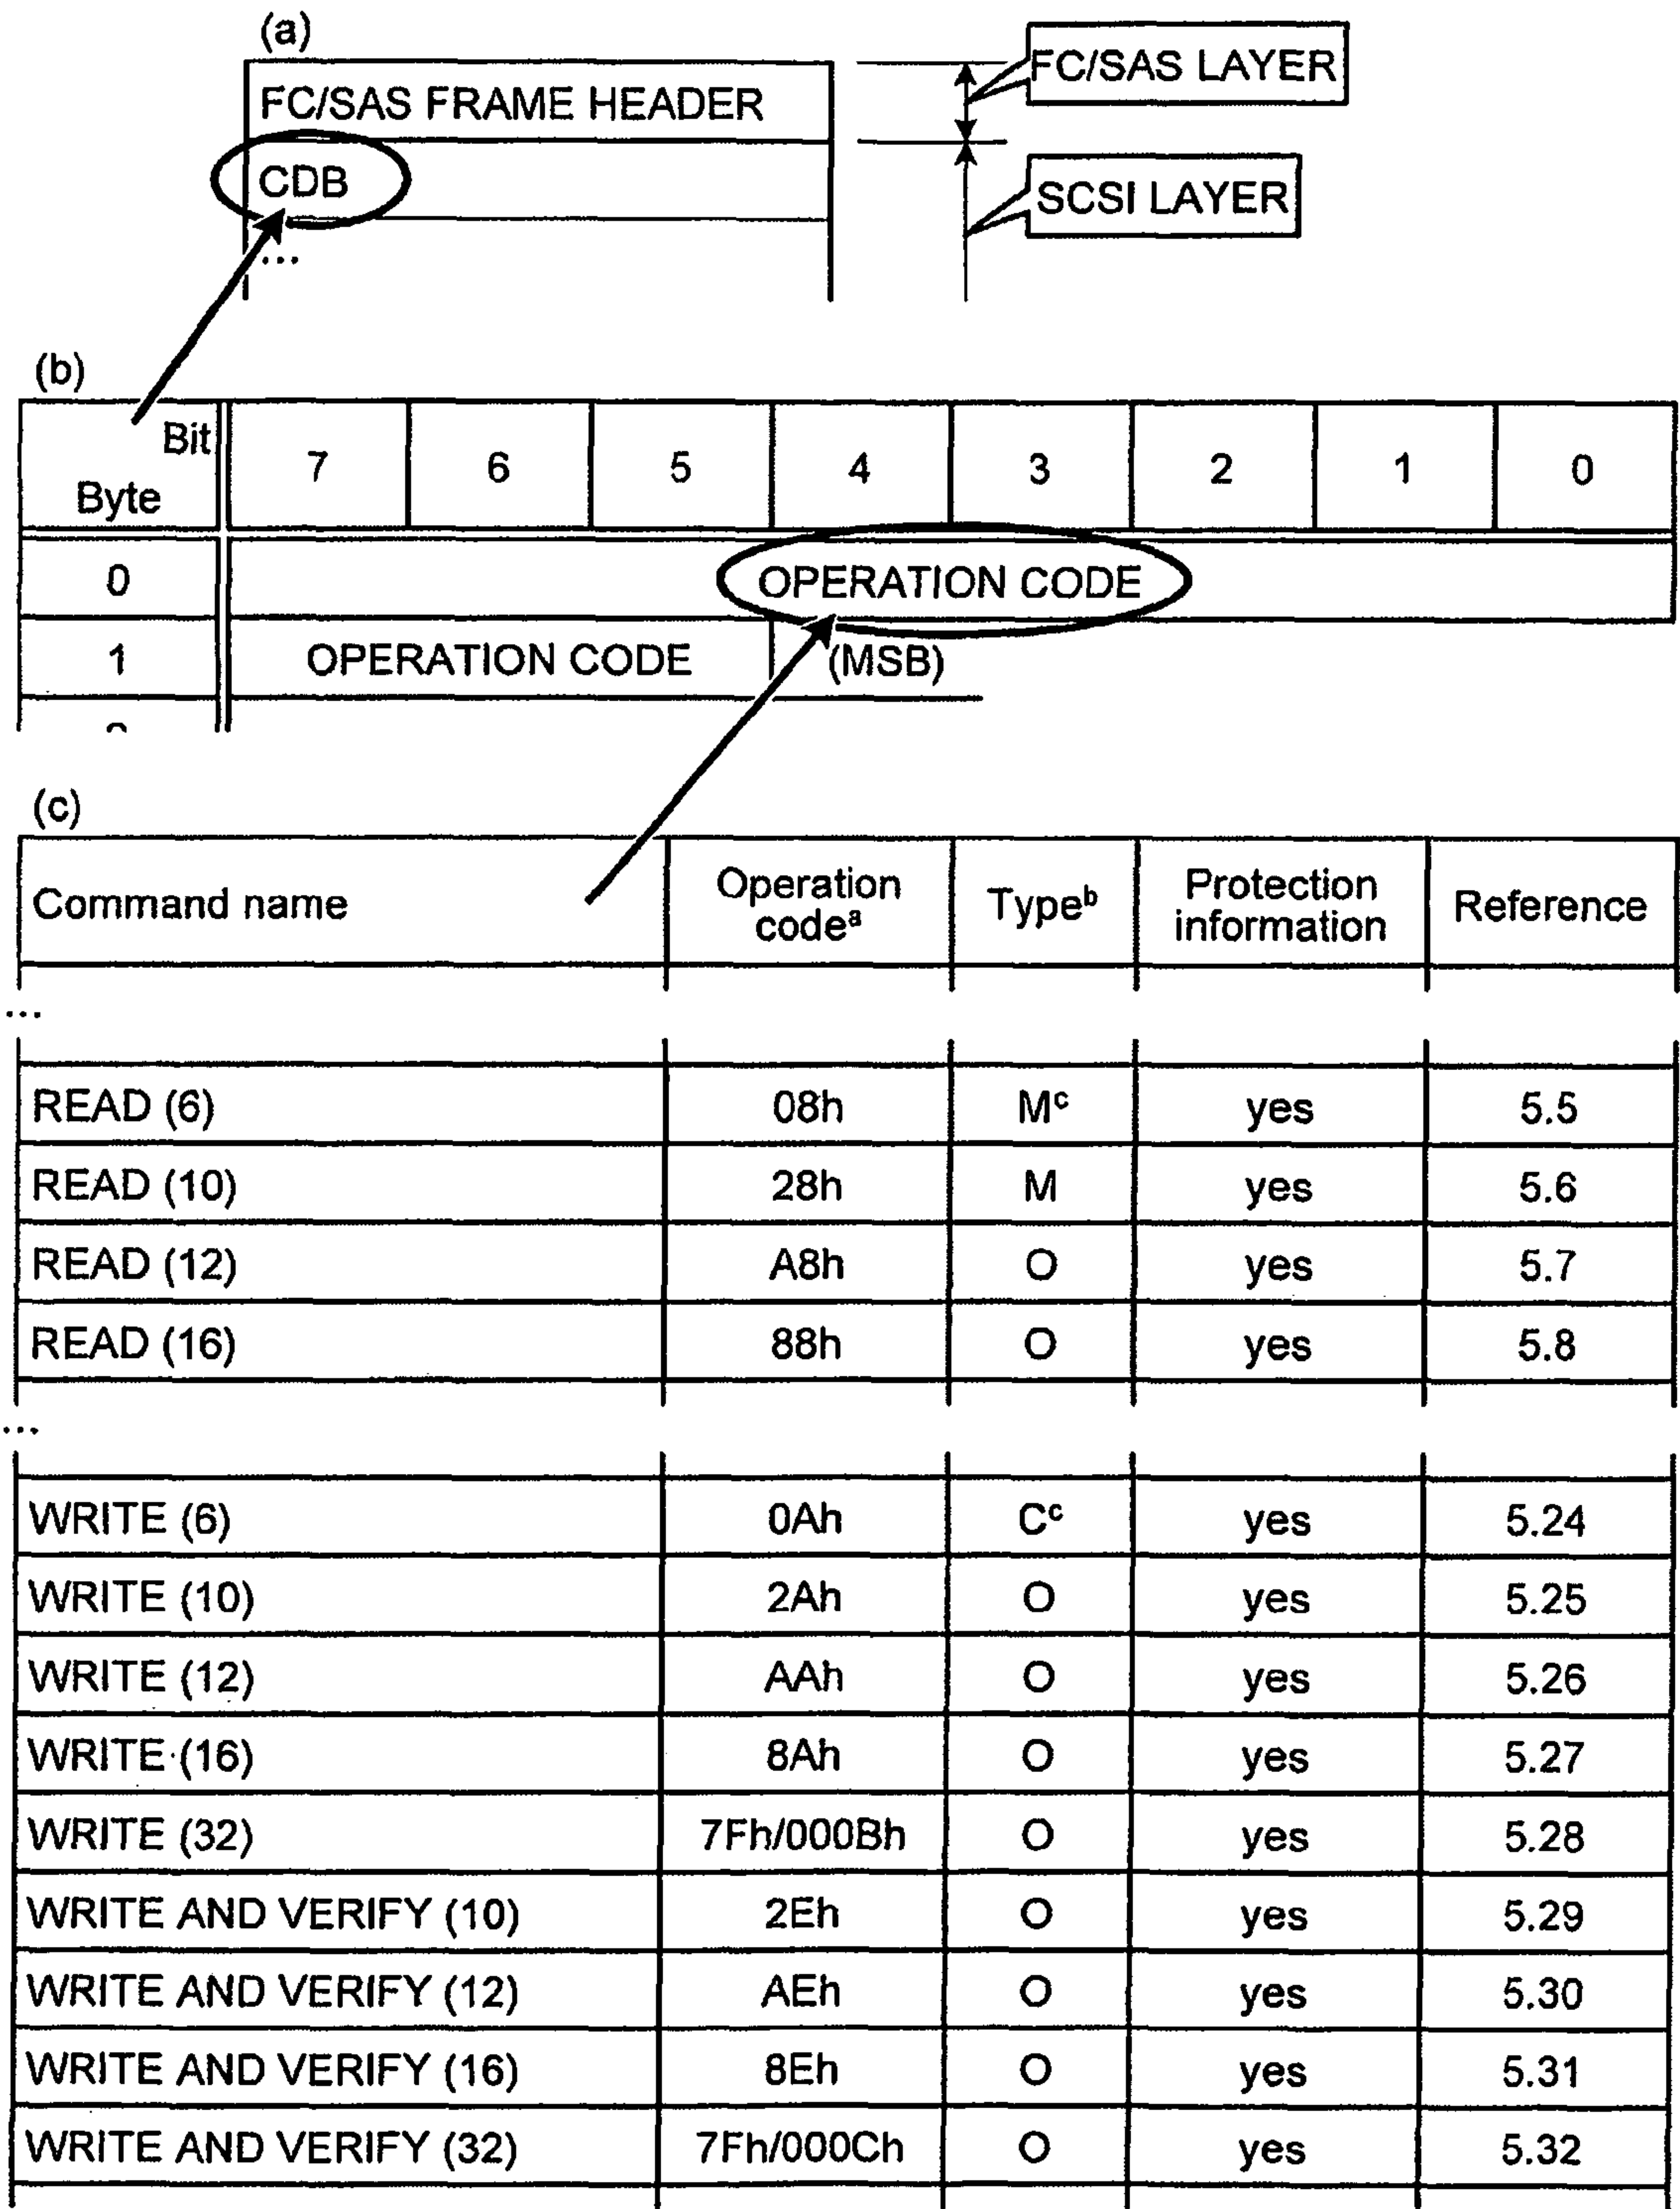 (a)
FC/SAS FRAME HEADER
FC/SAS LAYER
CDB
SCSI LAYER
...
(b)
Bit
Byte
7 6 5 4 3 2 1 0
0 OPERATION CODE
1 OPERATION CODE (MSB)
(c)
Command name Operation codeᵃ Typeᵇ Protection information Reference
...
READ (6) 08h Mᶜ yes 5.5
READ (10) 28h M yes 5.6
READ (12) A8h O yes 5.7
READ (16) 88h O yes 5.8
...
WRITE (6) 0Ah Cᶜ yes 5.24
WRITE (10) 2Ah O yes 5.25
WRITE (12) AAh O yes 5.26
WRITE (16) 8Ah O yes 5.27
WRITE (32) 7Fh/000Bh O yes 5.28
WRITE AND VERIFY (10) 2Eh O yes 5.29
WRITE AND VERIFY (12) AEh O yes 5.30
WRITE AND VERIFY (16) 8Eh O yes 5.31
WRITE AND VERIFY (32) 7Fh/000Ch O yes 5.32